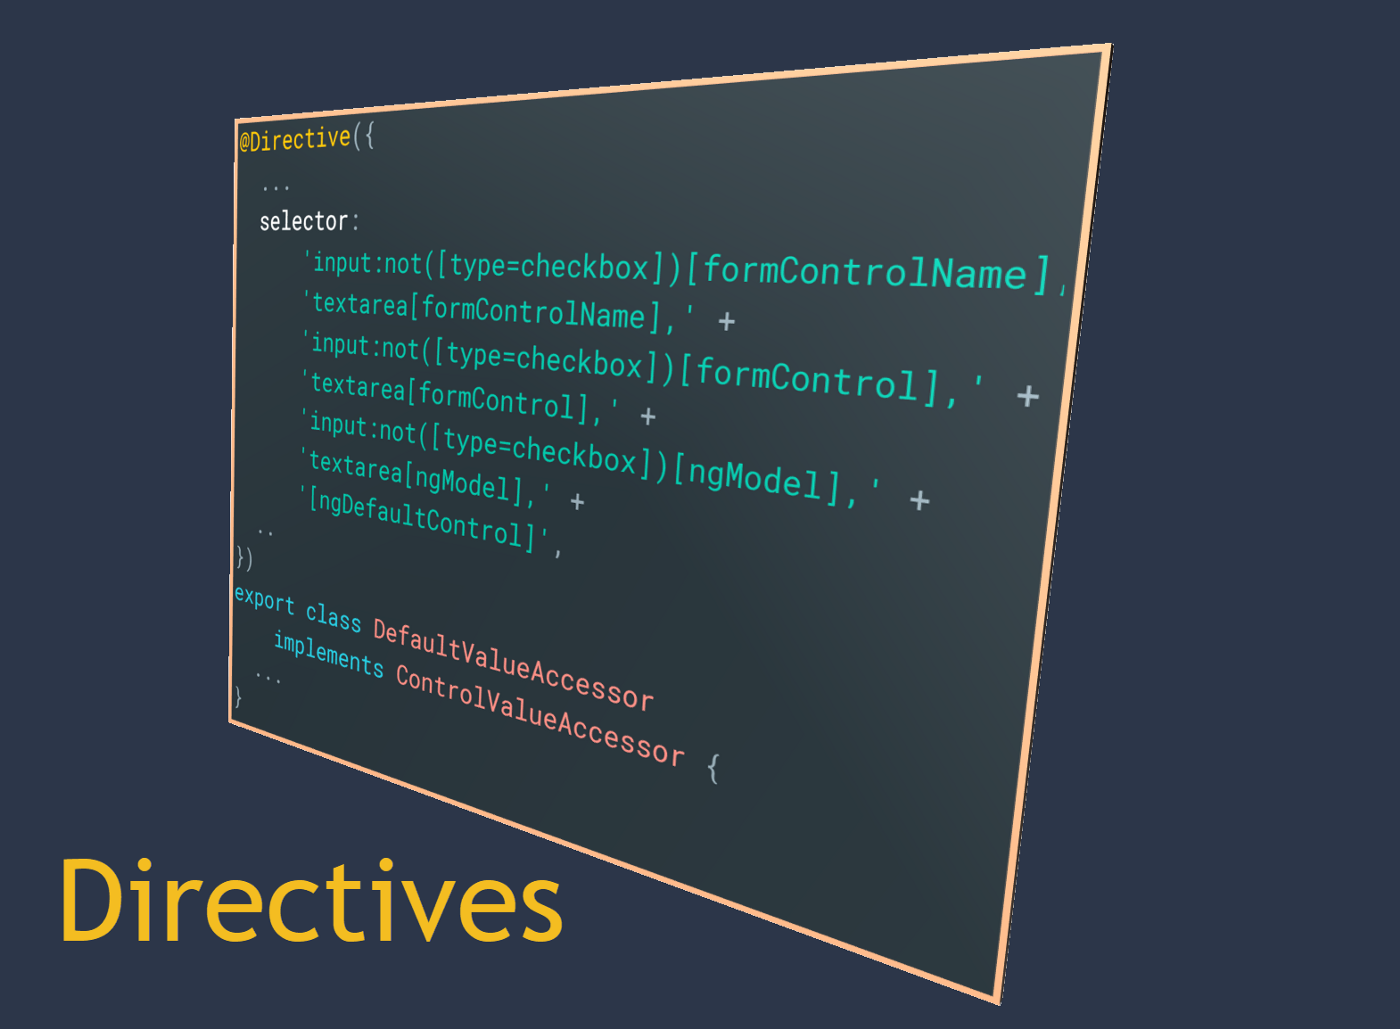 @Directive({
...
selector:
'input:not([type=checkbox])[formControlName],
'textarea[formControlName],' +
'input:not([type=checkbox])[formControl],' +
'textarea[formControl],' +
'input:not([type=checkbox])[ngModel],' +
'textarea[ngModel],' +
'[ngDefaultControl]',
..
})
export class DefaultValueAccessor
implements ControlValueAccessor {
...
}
Directives